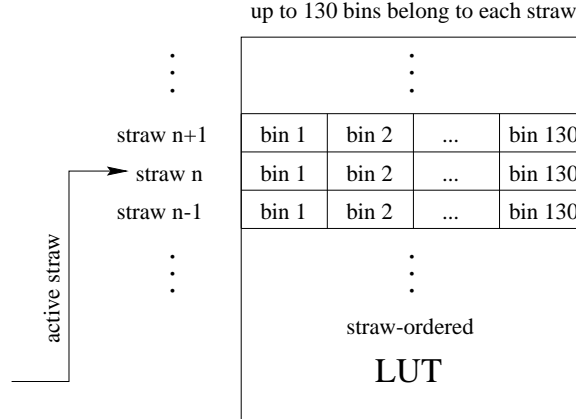 up to 130 bins belong to each straw
straw n+1 bin 1 bin 2 ... bin 130
straw n bin 1 bin 2 ... bin 130
straw n-1 bin 1 bin 2 ... bin 130
active straw
straw-ordered
LUT